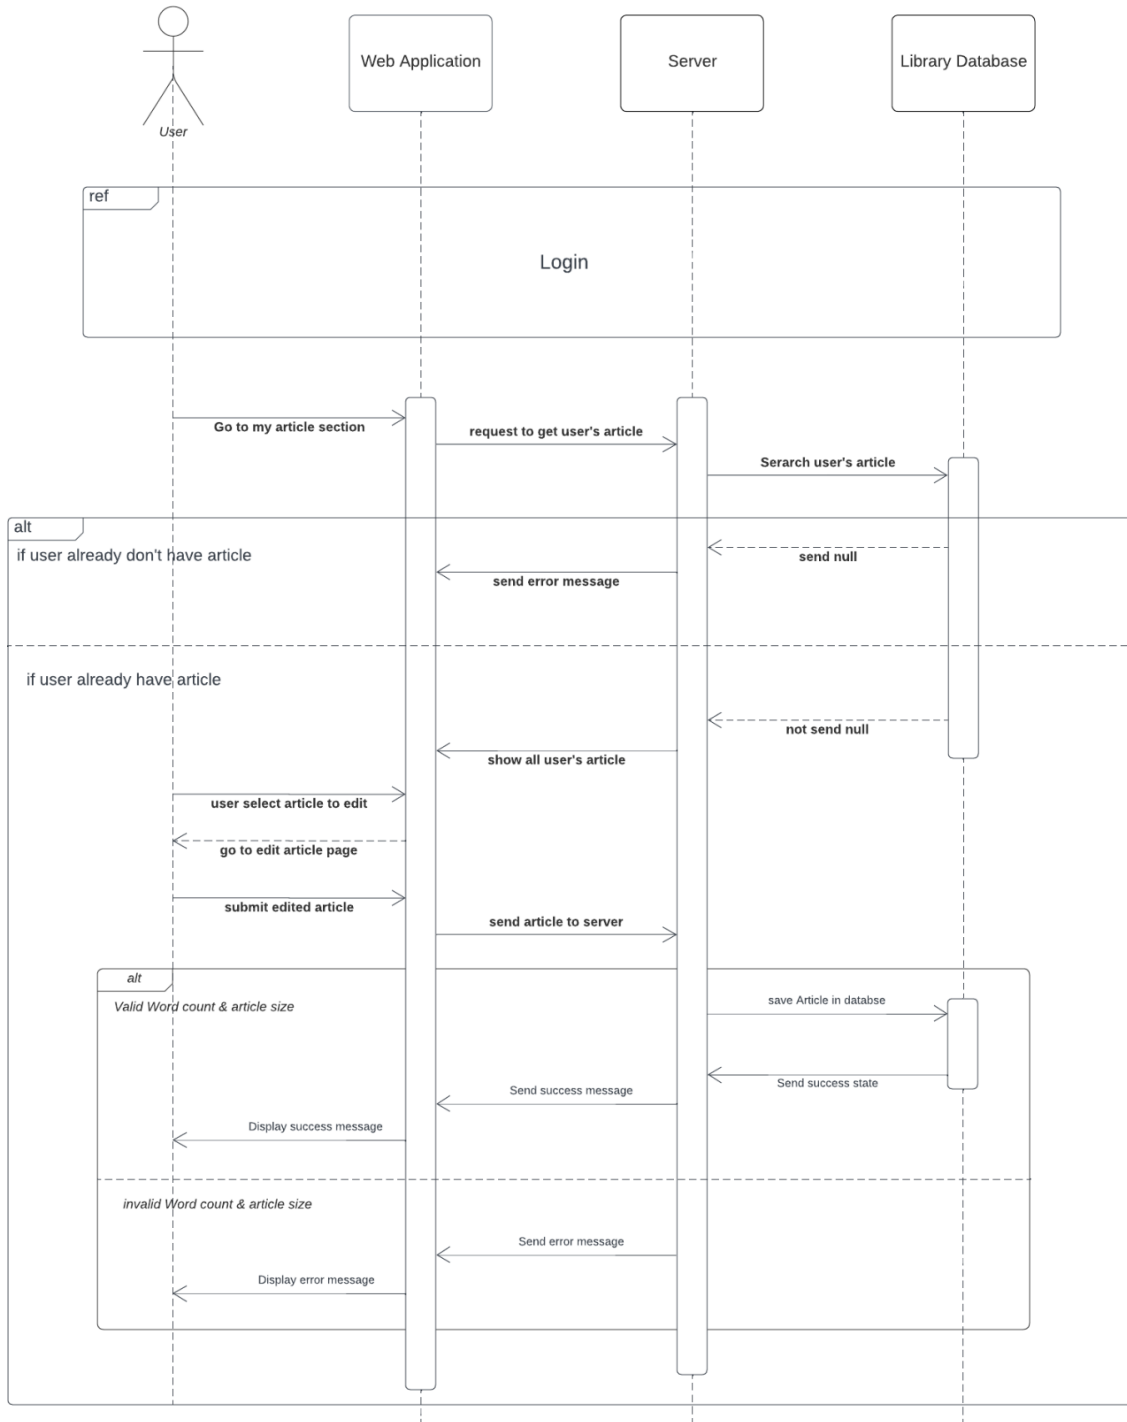 Web Application
Server
Library Database
User
ref
Login
Go to my article section
request to get user's article
Serarch user's article
alt
if user already don't have article
send null
send error message
if user already have article
not send null
show all user's article
user select article to edit
go to edit article page
submit edited article
send article to server
alt
Valid Word count & article size
save Article in databse
Send success state
Send success message
Display success message
invalid Word count & article size
Send error message
Display error message